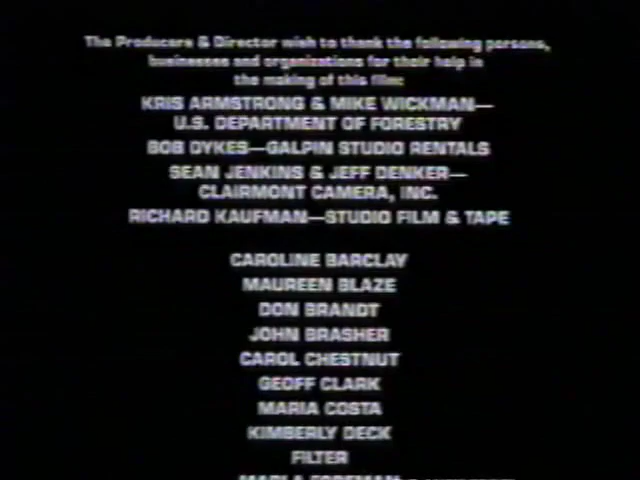 The Producers & Director wish to thank the following persons,
businesses and organizations for their help in
the making of this film:
KRIS ARMSTRONG & MIKE WICKMAN—
U.S. DEPARTMENT OF FORESTRY
BOB DYKES—GALPIN STUDIO RENTALS
SEAN JENKINS & JEFF DENKER—
CLAIRMONT CAMERA, INC.
RICHARD KAUFMAN—STUDIO FILM & TAPE
CAROLINE BARCLAY
MAUREEN BLAZE
DON BRANDT
JOHN BRASHER
CAROL CHESTNUT
GEOFF CLARK
MARIA COSTA
KIMBERLY DECK
FILTER